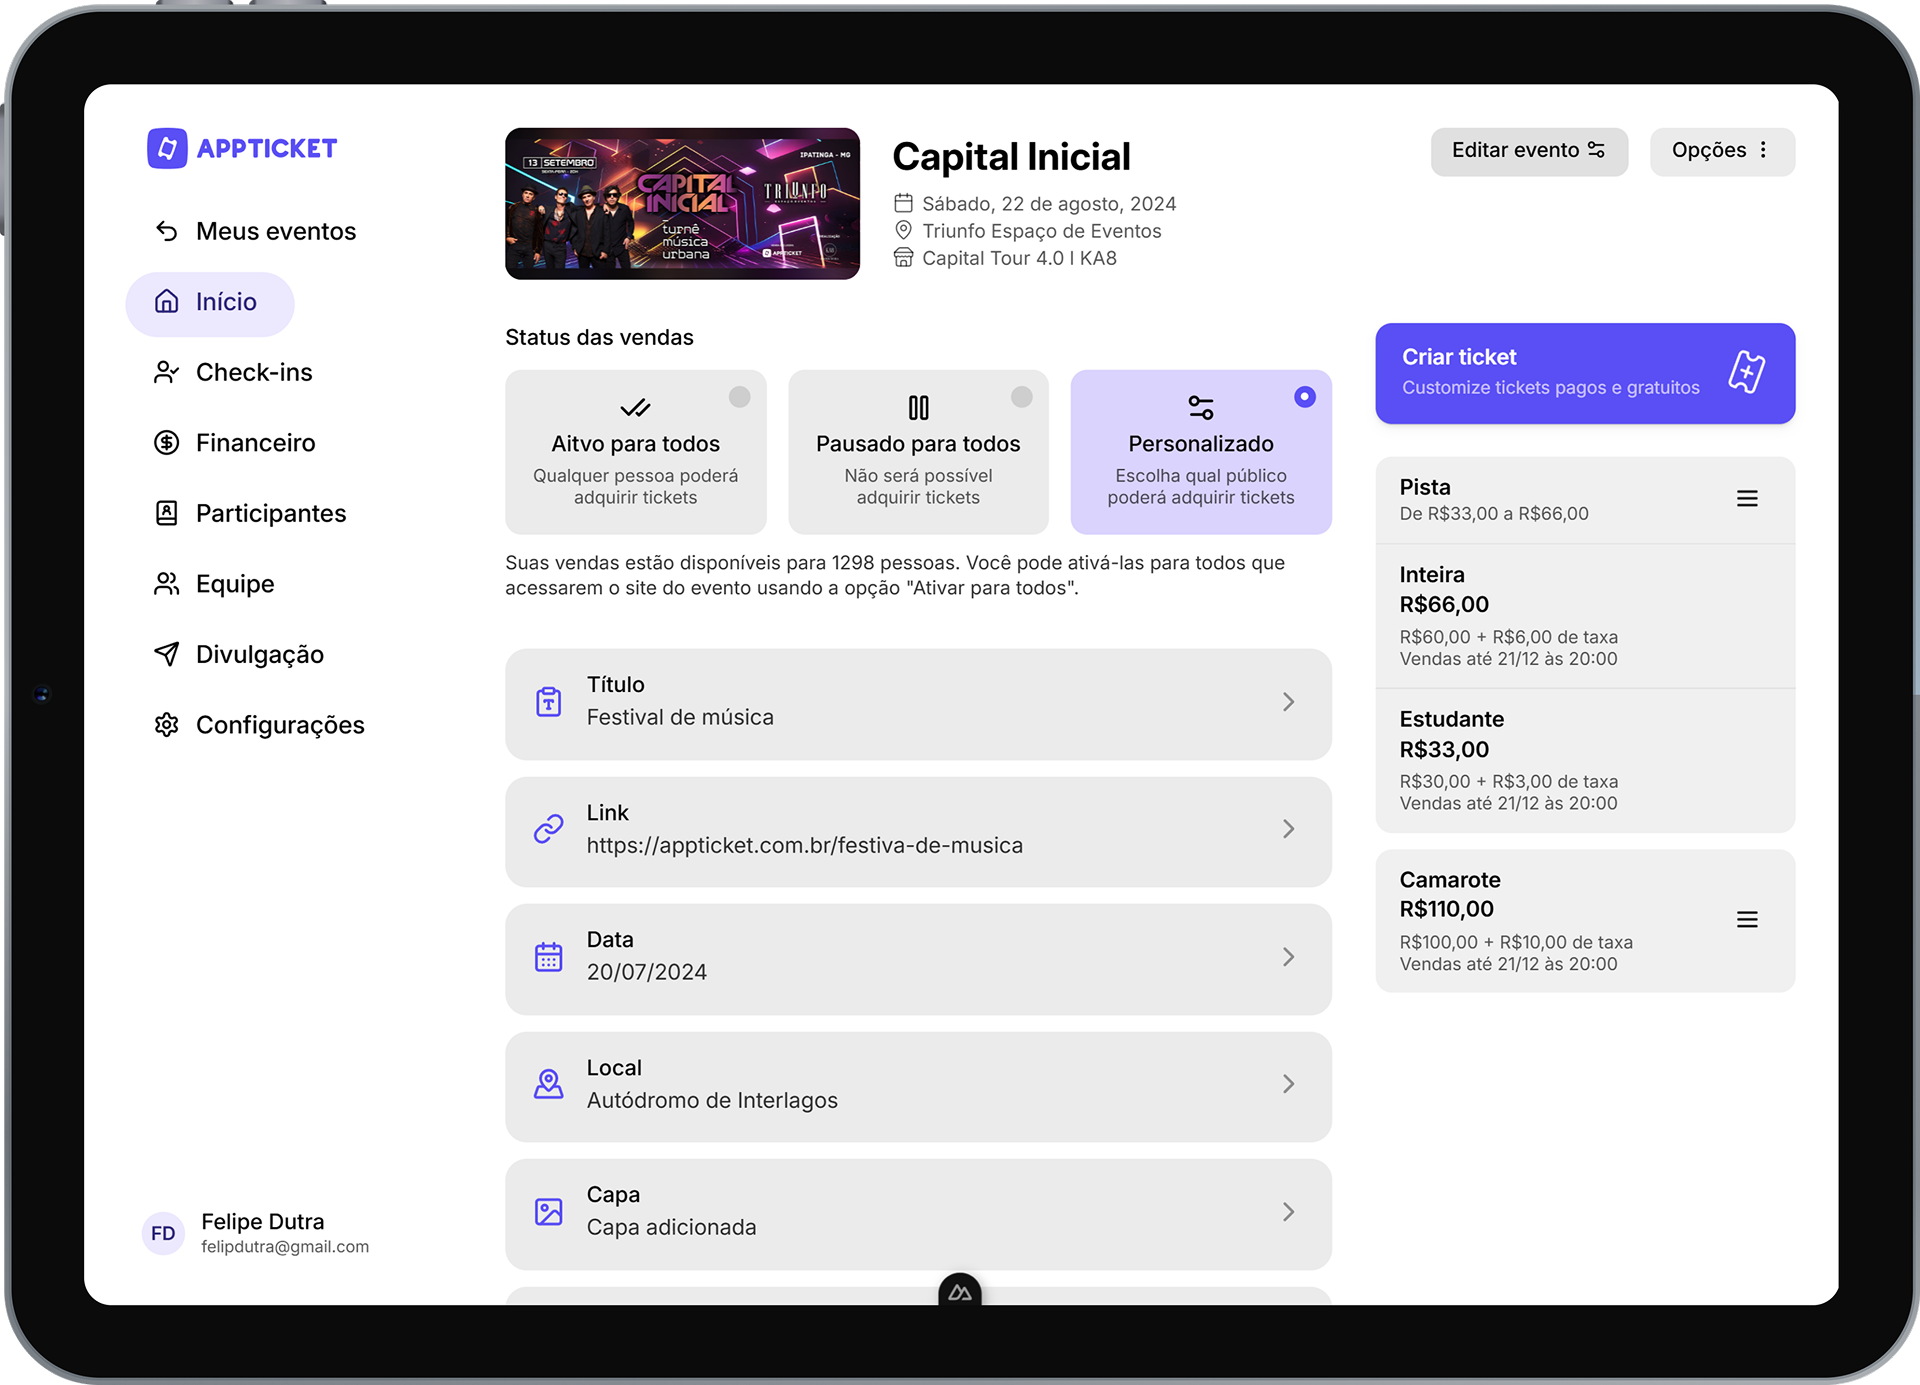 APPTICKET
Meus eventos
Início
Check-ins
Financeiro
Participantes
Equipe
Divulgação
Configurações
FD
Felipe Dutra
felipdutra@gmail.com
13 SETEMBRO
IPATINGA - MG
CAPITAL
INICIAL
turnê
música
urbana
TRIUNFO
APPTICKET
Capital Inicial
Sábado, 22 de agosto, 2024
Triunfo Espaço de Eventos
Capital Tour 4.0 | KA8
Editar evento
Opções
Status das vendas
Aitvo para todos
Qualquer pessoa poderá
adquirir tickets
Pausado para todos
Não será possível
adquirir tickets
Personalizado
Escolha qual público
poderá adquirir tickets
Suas vendas estão disponíveis para 1298 pessoas. Você pode ativá-las para todos que
acessarem o site do evento usando a opção "Ativar para todos".
Título
Festival de música
Link
https://appticket.com.br/festiva-de-musica
Data
20/07/2024
Local
Autódromo de Interlagos
Capa
Capa adicionada
Criar ticket
Customize tickets pagos e gratuitos
Pista
De R$33,00 a R$66,00
Inteira
R$66,00
R$60,00 + R$6,00 de taxa
Vendas até 21/12 às 20:00
Estudante
R$33,00
R$30,00 + R$3,00 de taxa
Vendas até 21/12 às 20:00
Camarote
R$110,00
R$100,00 + R$10,00 de taxa
Vendas até 21/12 às 20:00